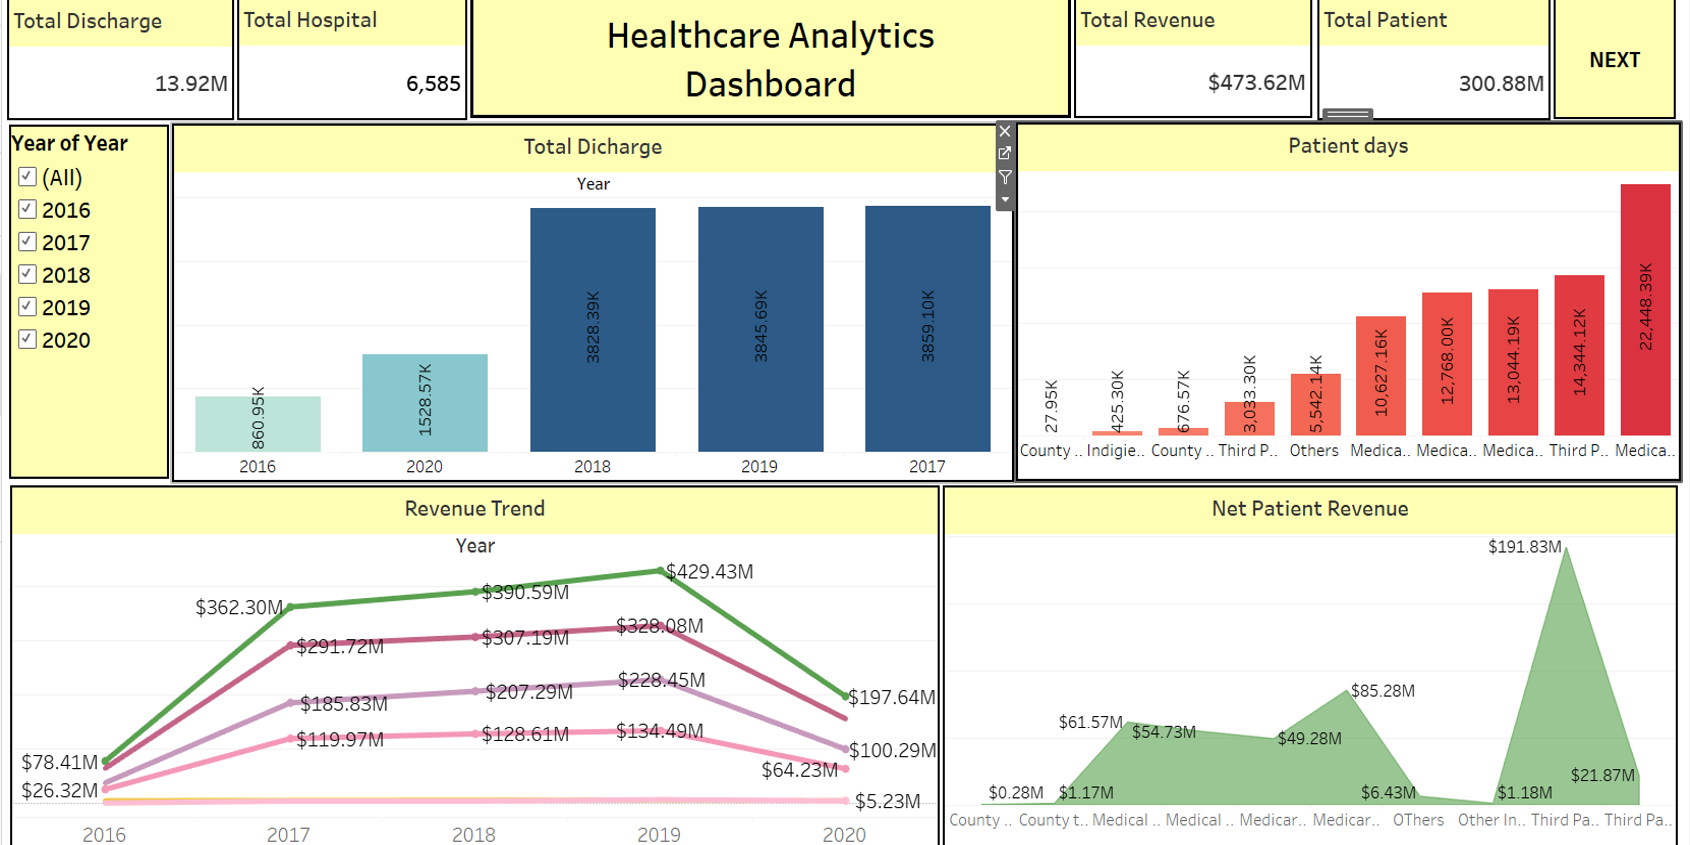 Total Discharge
13.92M
Total Hospital
6,585
Healthcare Analytics
Dashboard
Total Revenue
$473.62M
Total Patient
300.88M
NEXT
Year of Year
(All)
2016
2017
2018
2019
2020
Total Dicharge
Year
860.95K
1528.57K
3828.39K
3845.69K
3859.10K
2016
2020
2018
2019
2017
Patient days
27.95K
425.30K
676.57K
3,033.30K
5,542.14K
10,627.16K
12,768.00K
13,044.19K
14,344.12K
22,448.39K
County ..
Indigie..
County ..
Third P..
Others
Medica..
Medica..
Medica..
Third P..
Medica..
Revenue Trend
Year
$429.43M
$390.59M
$362.30M
$328.08M
$307.19M
$291.72M
$228.45M
$207.29M
$185.83M
$197.64M
$134.49M
$128.61M
$119.97M
$100.29M
$78.41M
$64.23M
$26.32M
$5.23M
2016
2017
2018
2019
2020
Net Patient Revenue
$191.83M
$85.28M
$61.57M
$54.73M
$49.28M
$21.87M
$0.28M
$1.17M
$6.43M
$1.18M
County ..
County t..
Medical ..
Medical ..
Medicar..
Medicar..
OThers
Other In..
Third Pa..
Third Pa..